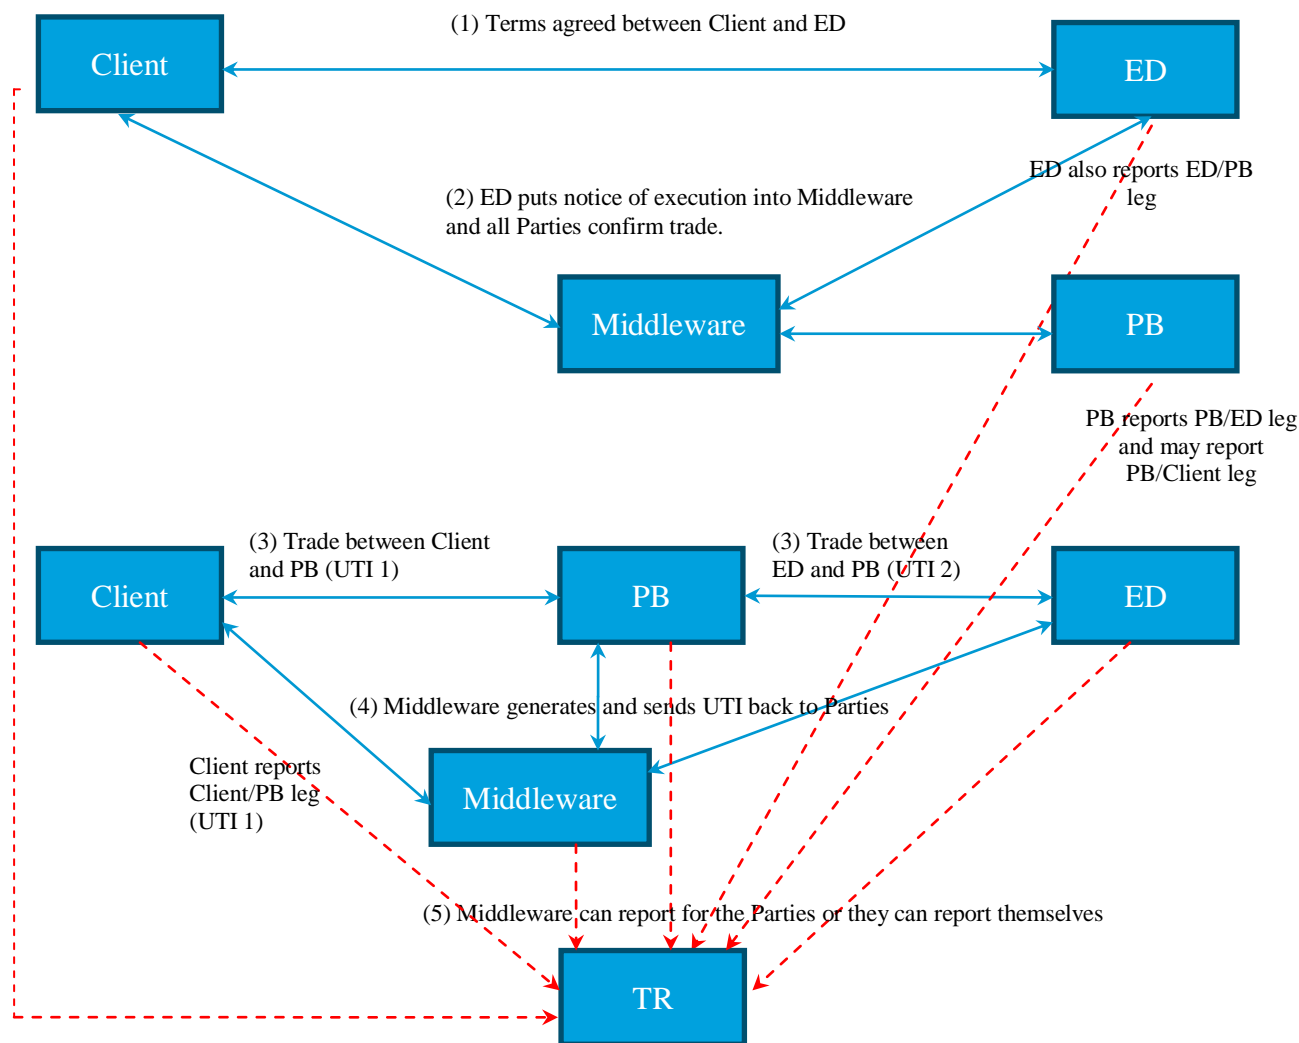 (1) Terms agreed between Client and ED
Client
ED
ED also reports ED/PB
leg
(2) ED puts notice of execution into Middleware
and all Parties confirm trade.
Middleware
PB
PB reports PB/ED leg
and may report
PB/Client leg
(3) Trade between Client
and PB (UTI 1)
(3) Trade between
ED and PB (UTI 2)
Client
PB
ED
(4) Middleware generates and sends UTI back to Parties
Client reports
Client/PB leg
(UTI 1)
Middleware
(5) Middleware can report for the Parties or they can report themselves
TR